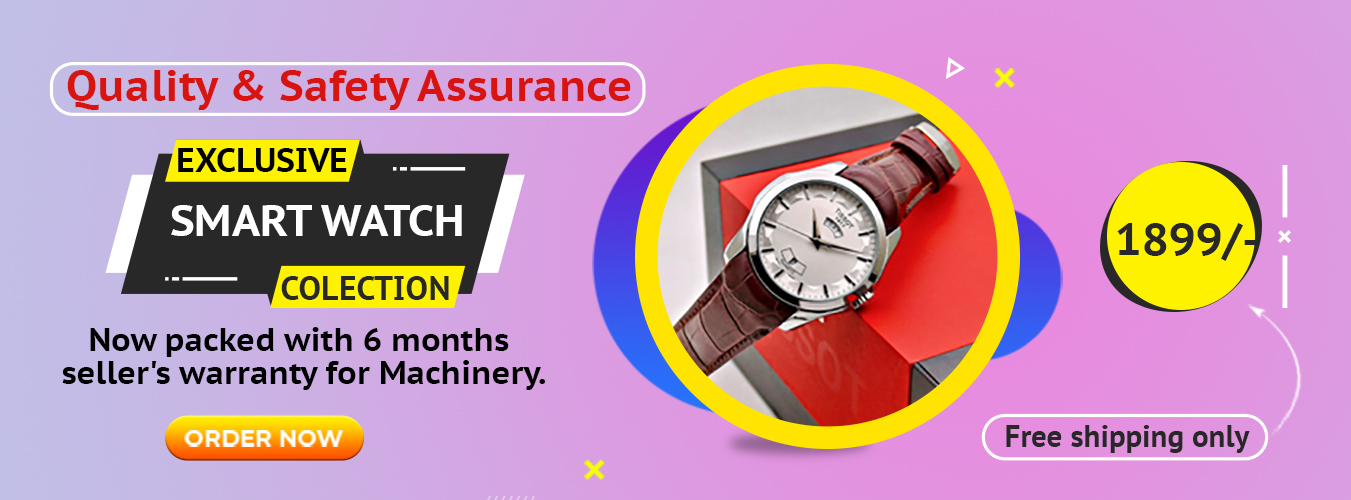 Quality & Safety Assurance
EXCLUSIVE
SMART WATCH
COLECTION
Now packed with 6 months
seller's warranty for Machinery.
ORDER NOW
TISSOT
1899/-
Free shipping only